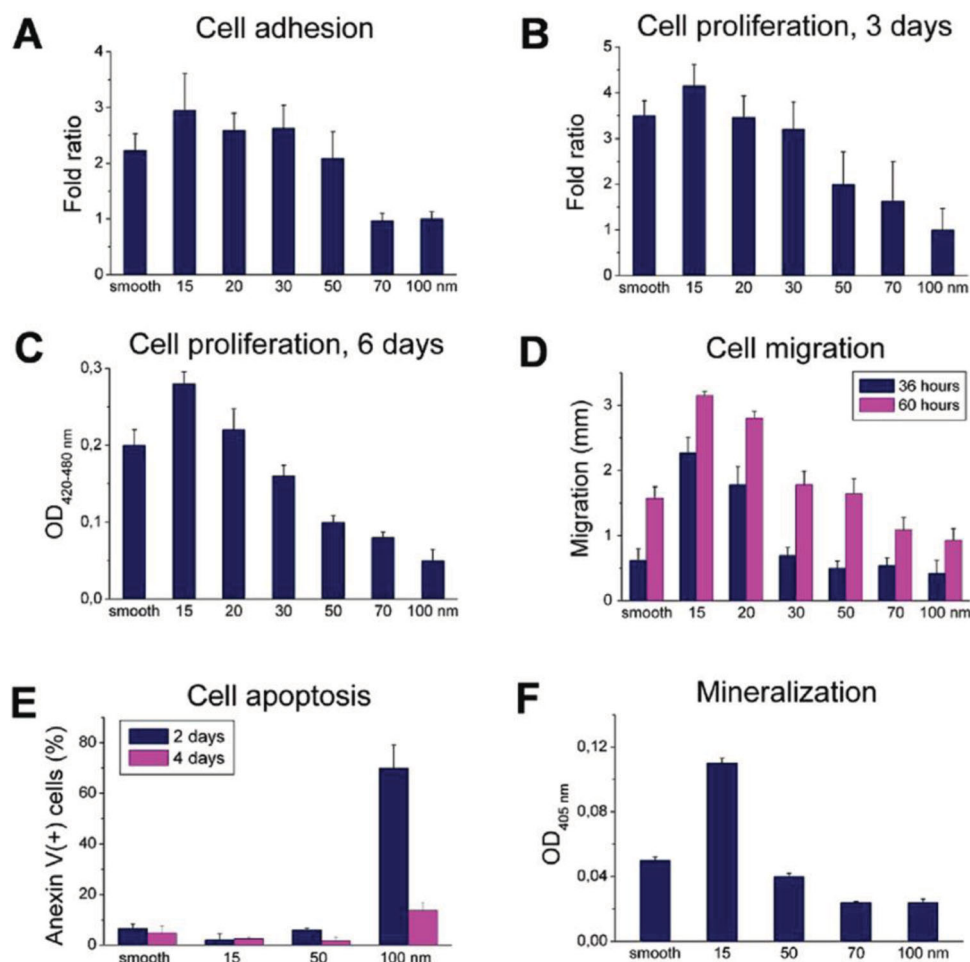 A
Cell adhesion
Fold ratio
4
3
2
1
0
smooth 15 20 30 50 70 100 nm
B
Cell proliferation, 3 days
Fold ratio
5
4
3
2
1
0
smooth 15 20 30 50 70 100 nm
C
Cell proliferation, 6 days
OD420-480 nm
0,3
0,2
0,1
0,0
smooth 15 20 30 50 70 100 nm
D
Cell migration
36 hours
60 hours
Migration (mm)
3
2
1
0
smooth 15 20 30 50 70 100 nm
E
Cell apoptosis
2 days
4 days
Anexin V(+) cells (%)
80
60
40
20
0
smooth 15 50 100 nm
F
Mineralization
OD405 nm
0,12
0,08
0,04
0,00
smooth 15 50 70 100 nm